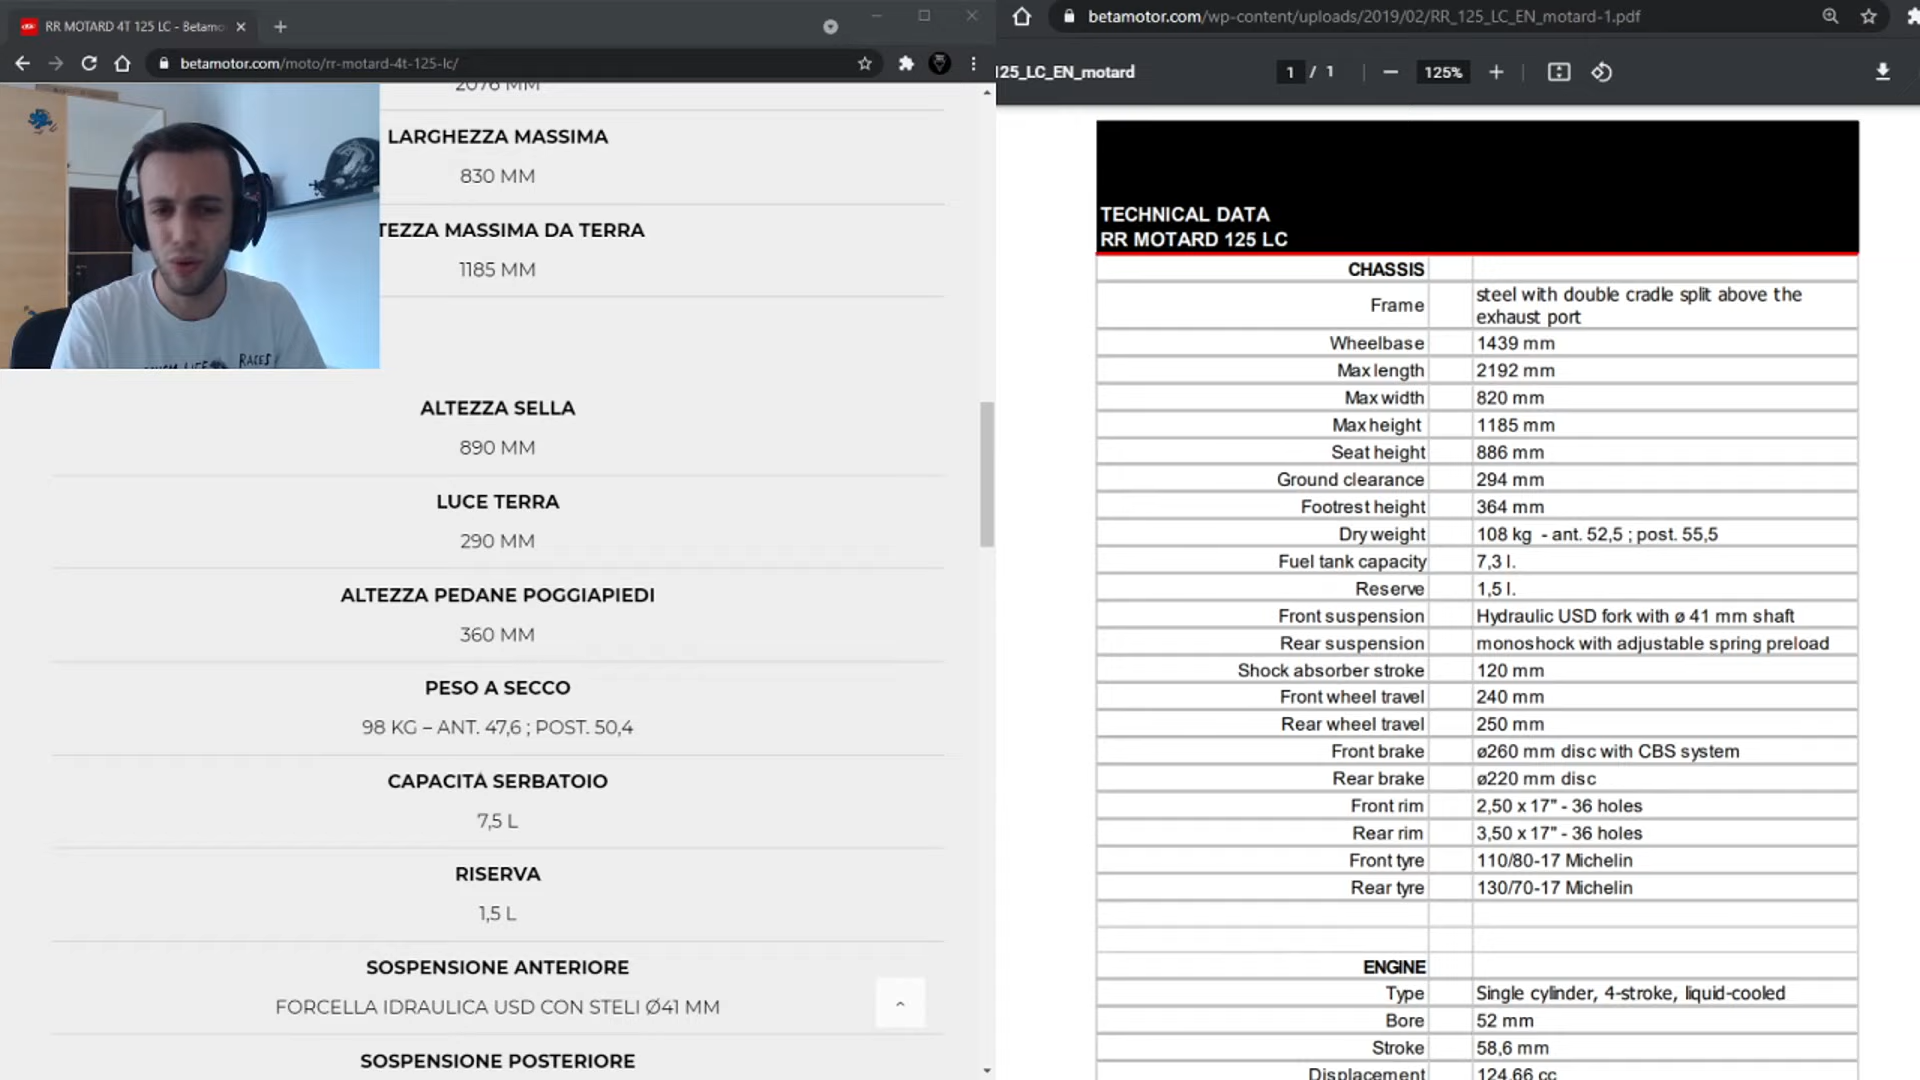 RR MOTARD 4T 125 LC - Betamo
betamotor.com/moto/rr-motard-4t-125-lc/
2076 MM
LARGHEZZA MASSIMA
830 MM
TEZZA MASSIMA DA TERRA
1185 MM
ALTEZZA SELLA
890 MM
LUCE TERRA
290 MM
ALTEZZA PEDANE POGGIAPIEDI
360 MM
PESO A SECCO
98 KG – ANT. 47,6 ; POST. 50,4
CAPACITÀ SERBATOIO
7,5 L
RISERVA
1,5 L
SOSPENSIONE ANTERIORE
FORCELLA IDRAULICA USD CON STELI Ø41 MM
SOSPENSIONE POSTERIORE
RACES
betamotor.com/wp-content/uploads/2019/02/RR_125_LC_EN_motard-1.pdf
125_LC_EN_motard
1 / 1
125%
TECHNICAL DATA
RR MOTARD 125 LC
CHASSIS
Frame steel with double cradle split above the
exhaust port
Wheelbase 1439 mm
Max length 2192 mm
Max width 820 mm
Max height 1185 mm
Seat height 886 mm
Ground clearance 294 mm
Footrest height 364 mm
Dry weight 108 kg - ant. 52,5 ; post. 55,5
Fuel tank capacity 7,3 l.
Reserve 1,5 l.
Front suspension Hydraulic USD fork with ø 41 mm shaft
Rear suspension monoshock with adjustable spring preload
Shock absorber stroke 120 mm
Front wheel travel 240 mm
Rear wheel travel 250 mm
Front brake ø260 mm disc with CBS system
Rear brake ø220 mm disc
Front rim 2,50 x 17" - 36 holes
Rear rim 3,50 x 17" - 36 holes
Front tyre 110/80-17 Michelin
Rear tyre 130/70-17 Michelin
ENGINE
Type Single cylinder, 4-stroke, liquid-cooled
Bore 52 mm
Stroke 58,6 mm
Displacement 124,66 cc